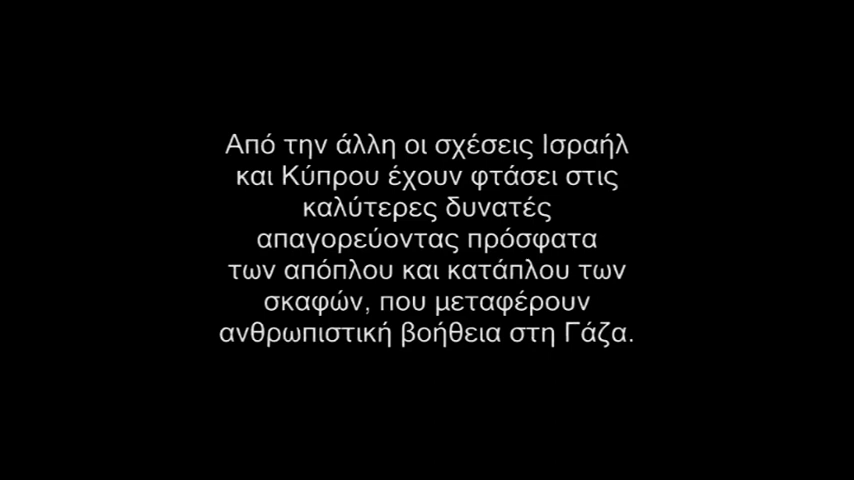 Από την άλλη οι σχέσεις Ισραήλ
και Κύπρου έχουν φτάσει στις
καλύτερες δυνατές
απαγορεύοντας πρόσφατα
των απόπλου και κατάπλου των
σκαφών, που μεταφέρουν
ανθρωπιστική βοήθεια στη Γάζα.